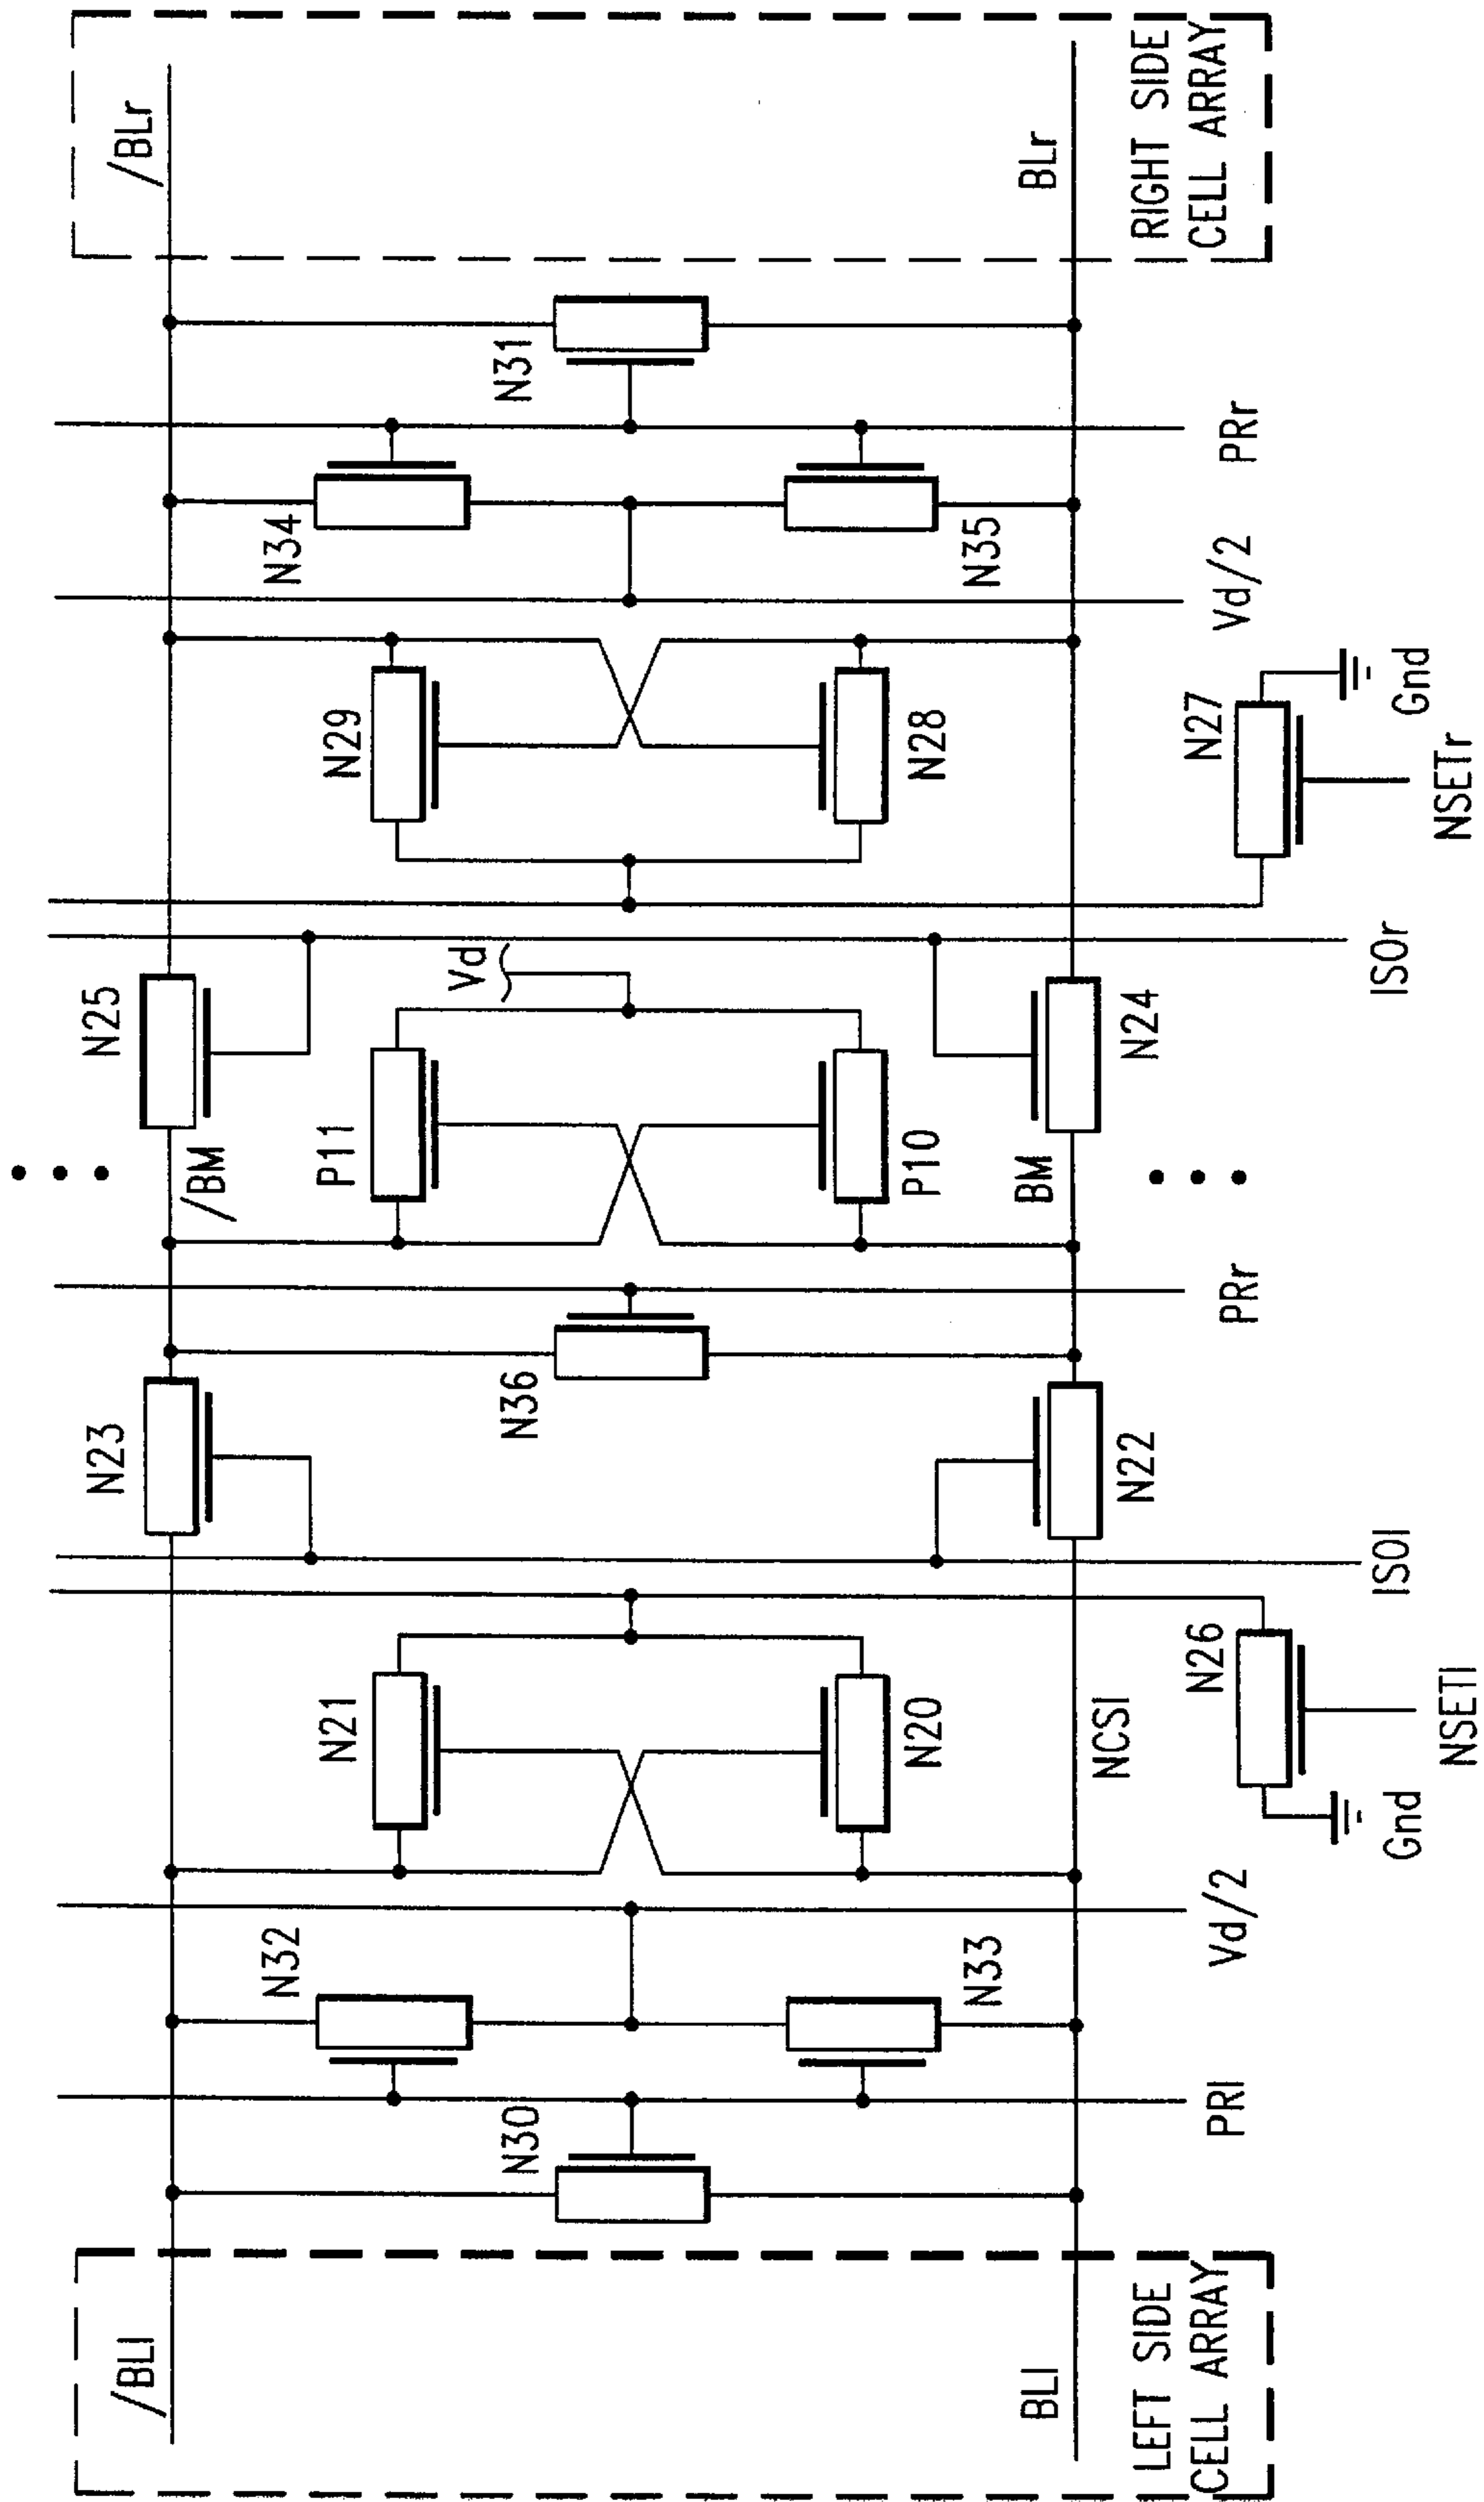 /BLl
/BLr
N23
/BM
N25
N32
N21
P11
N29
N34
N30
N36
Vd
N31
N33
N20
P10
N28
N35
BLl
BM
BLr
NCSl
N22
N24
LEFT SIDE
CELL ARRAY
RIGHT SIDE
CELL ARRAY
PRl
Vd/2
N26
PRr
N27
Vd/2
PRr
Gnd
ISOl
ISOr
Gnd
NSETl
NSETr